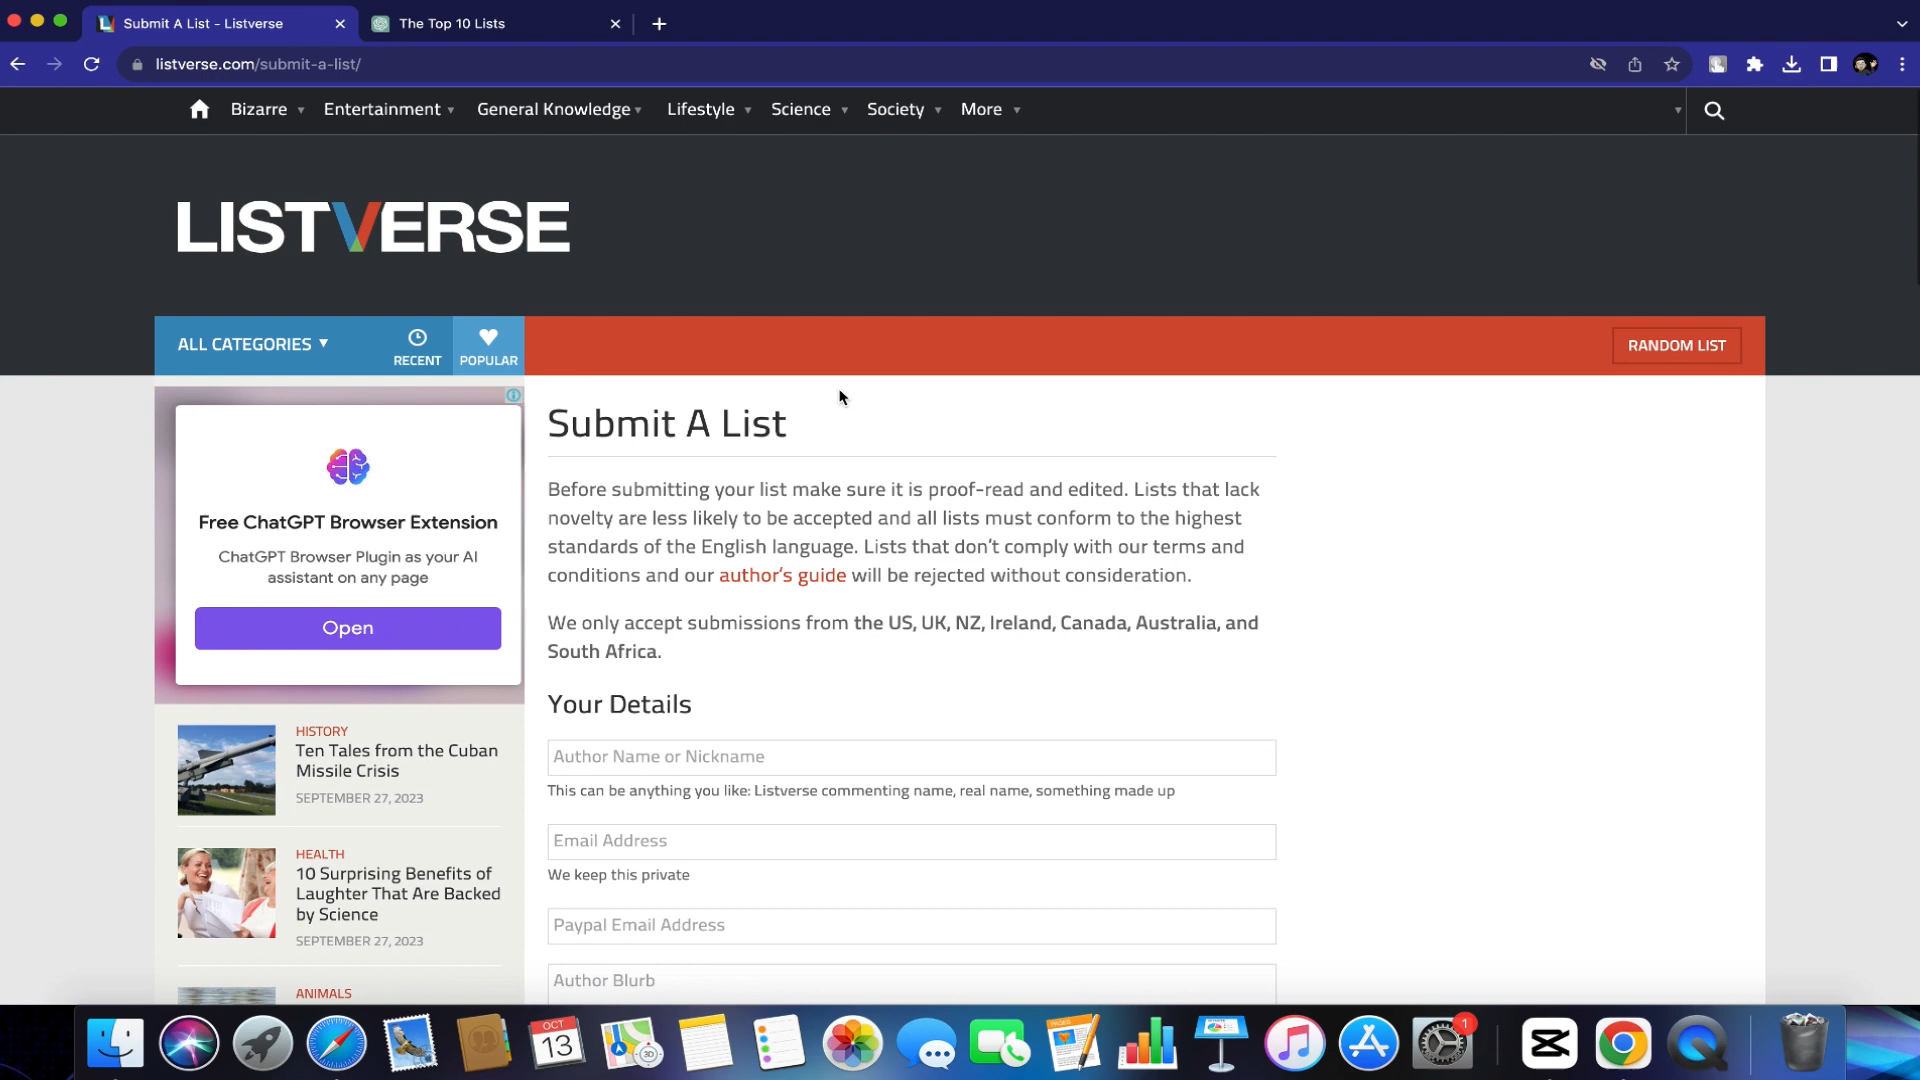 Submit A List - Listverse
The Top 10 Lists
listverse.com/submit-a-list/
Bizarre Entertainment General Knowledge Lifestyle Science Society More
LISTVERSE
ALL CATEGORIES
RECENT
POPULAR
RANDOM LIST
Free ChatGPT Browser Extension
ChatGPT Browser Plugin as your AI
assistant on any page
Open
HISTORY
Ten Tales from the Cuban
Missile Crisis
SEPTEMBER 27, 2023
HEALTH
10 Surprising Benefits of
Laughter That Are Backed
by Science
SEPTEMBER 27, 2023
ANIMALS
Submit A List
Before submitting your list make sure it is proof-read and edited. Lists that lack
novelty are less likely to be accepted and all lists must conform to the highest
standards of the English language. Lists that don't comply with our terms and
conditions and our author's guide will be rejected without consideration.
We only accept submissions from the US, UK, NZ, Ireland, Canada, Australia, and
South Africa.
Your Details
Author Name or Nickname
This can be anything you like: Listverse commenting name, real name, something made up
Email Address
We keep this private
Paypal Email Address
Author Blurb
OCT
13
3D
PAGES
1